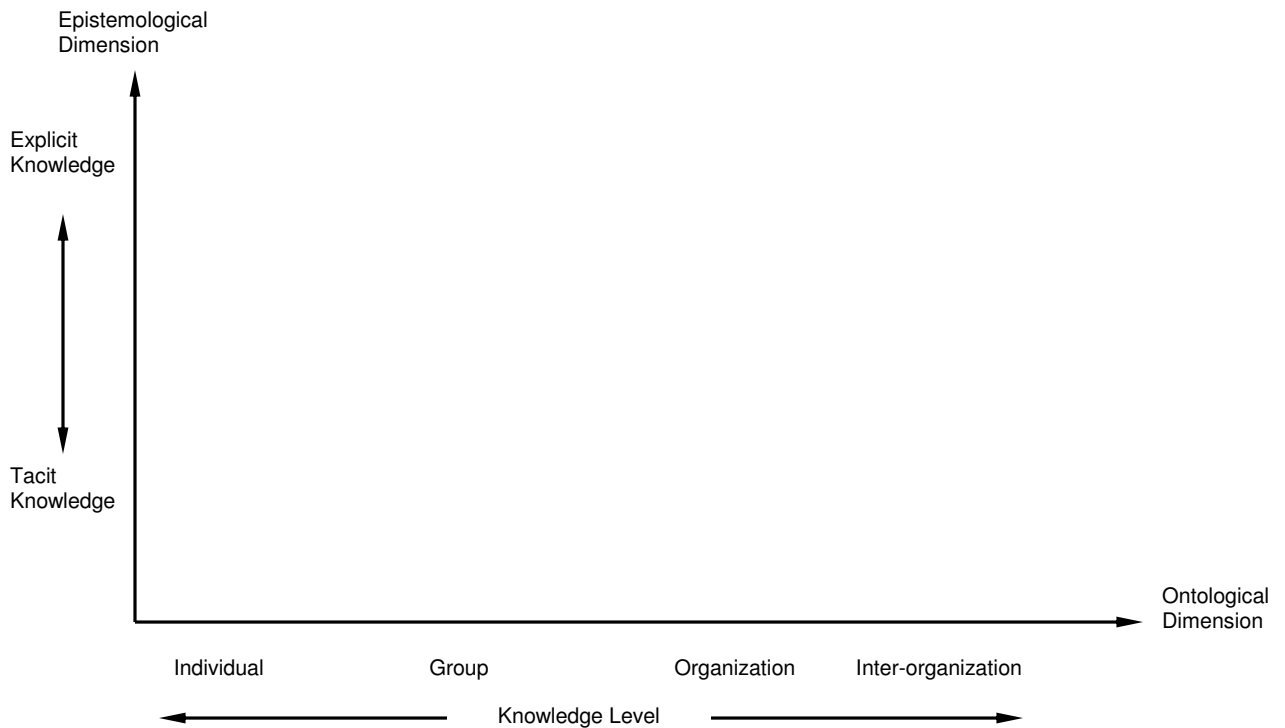 Epistemological
Dimension
Explicit
Knowledge
Tacit
Knowledge
Ontological
Dimension
Individual Group Organization Inter-organization
Knowledge Level